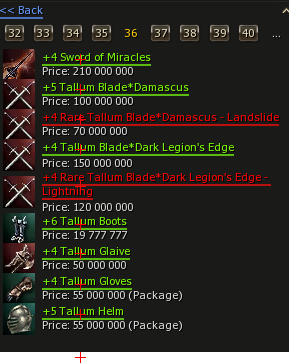 << Back
32 33 34 35 36 37 38 39 40 ...
+4 Sword of Miracles
Price: 210 000 000
+5 Tallum Blade*Damascus
Price: 100 000 000
+4 Rare Tallum Blade*Damascus - Landslide
Price: 70 000 000
+4 Tallum Blade*Dark Legion's Edge
Price: 150 000 000
+4 Rare Tallum Blade*Dark Legion's Edge -
Lightning
Price: 120 000 000
+6 Tallum Boots
Price: 19 777 777
+4 Tallum Glaive
Price: 50 000 000
+4 Tallum Gloves
Price: 55 000 000 (Package)
+5 Tallum Helm
Price: 55 000 000 (Package)